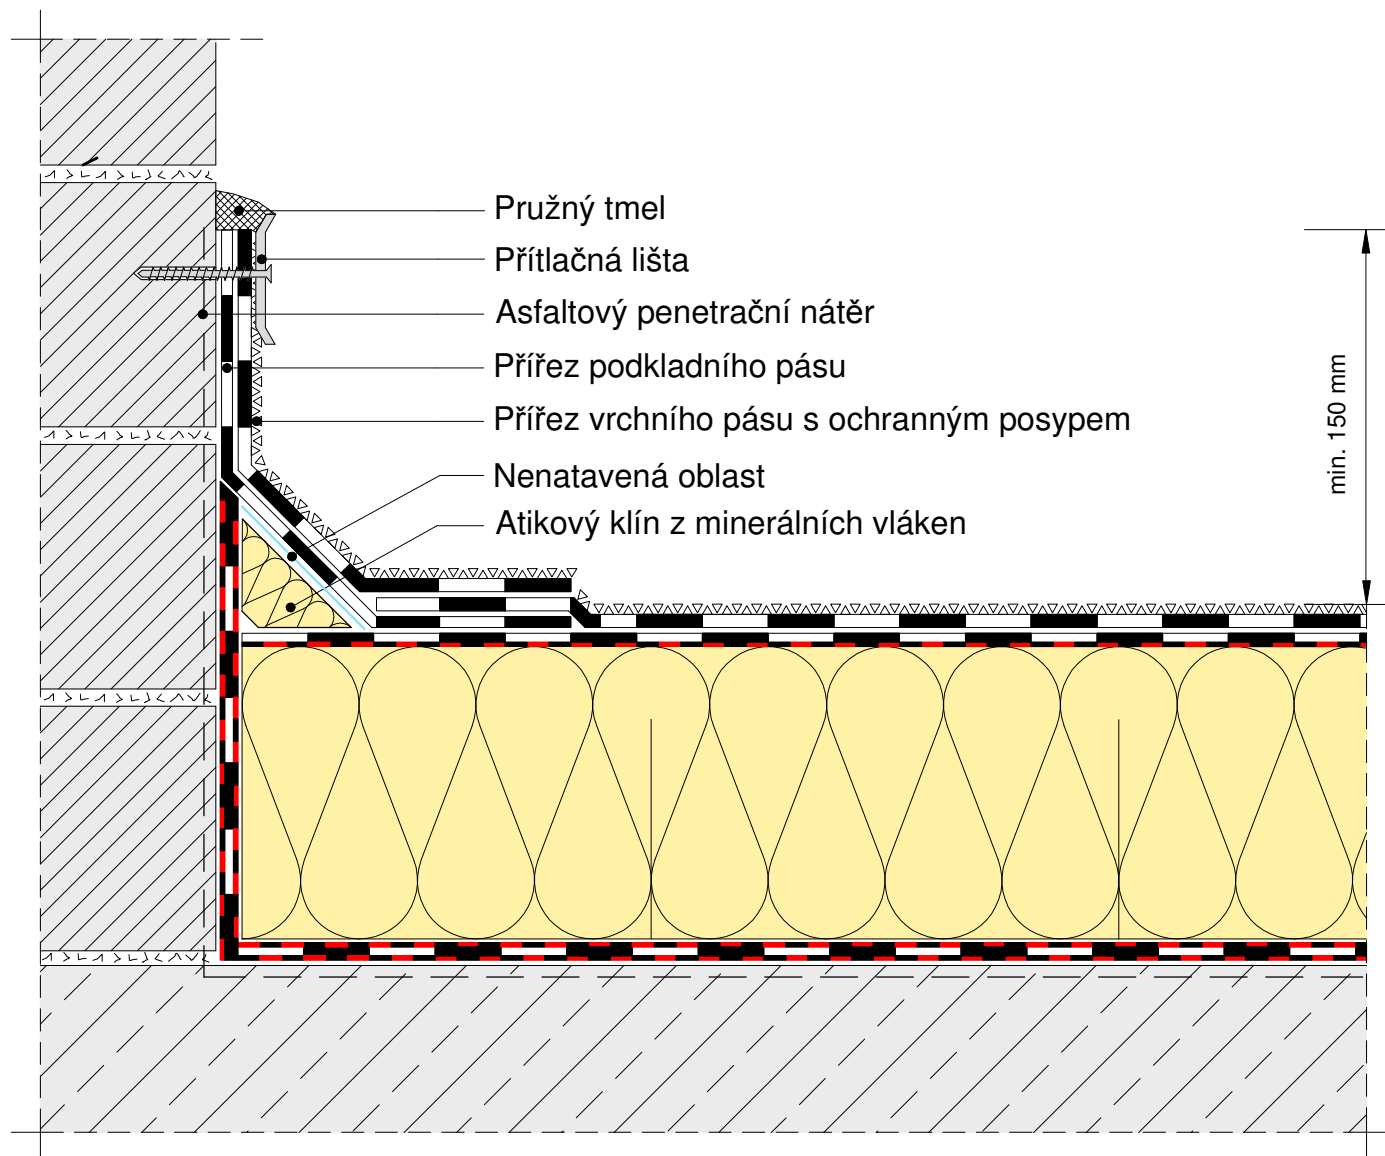 Pružný tmel
Přítlačná lišta
Asfaltový penetrační nátěr
Přířez podkladního pásu
Přířez vrchního pásu s ochranným posypem
Nenatavená oblast
Atikový klín z minerálních vláken
min. 150 mm